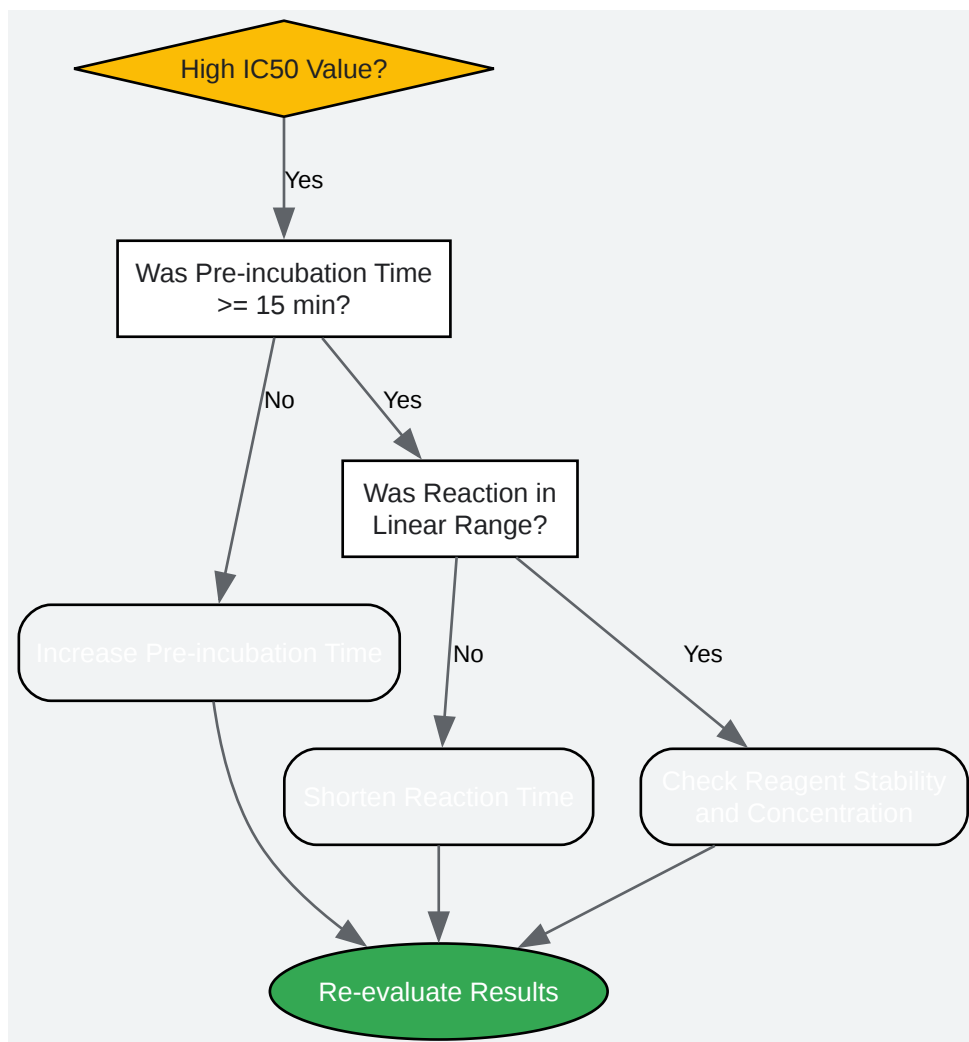 High IC50 Value?
Yes
Was Pre-incubation Time
>= 15 min?
No
Yes
Was Reaction in
Linear Range?
Increase Pre-incubation Time
No
Yes
Shorten Reaction Time
Check Reagent Stability
and Concentration
Re-evaluate Results